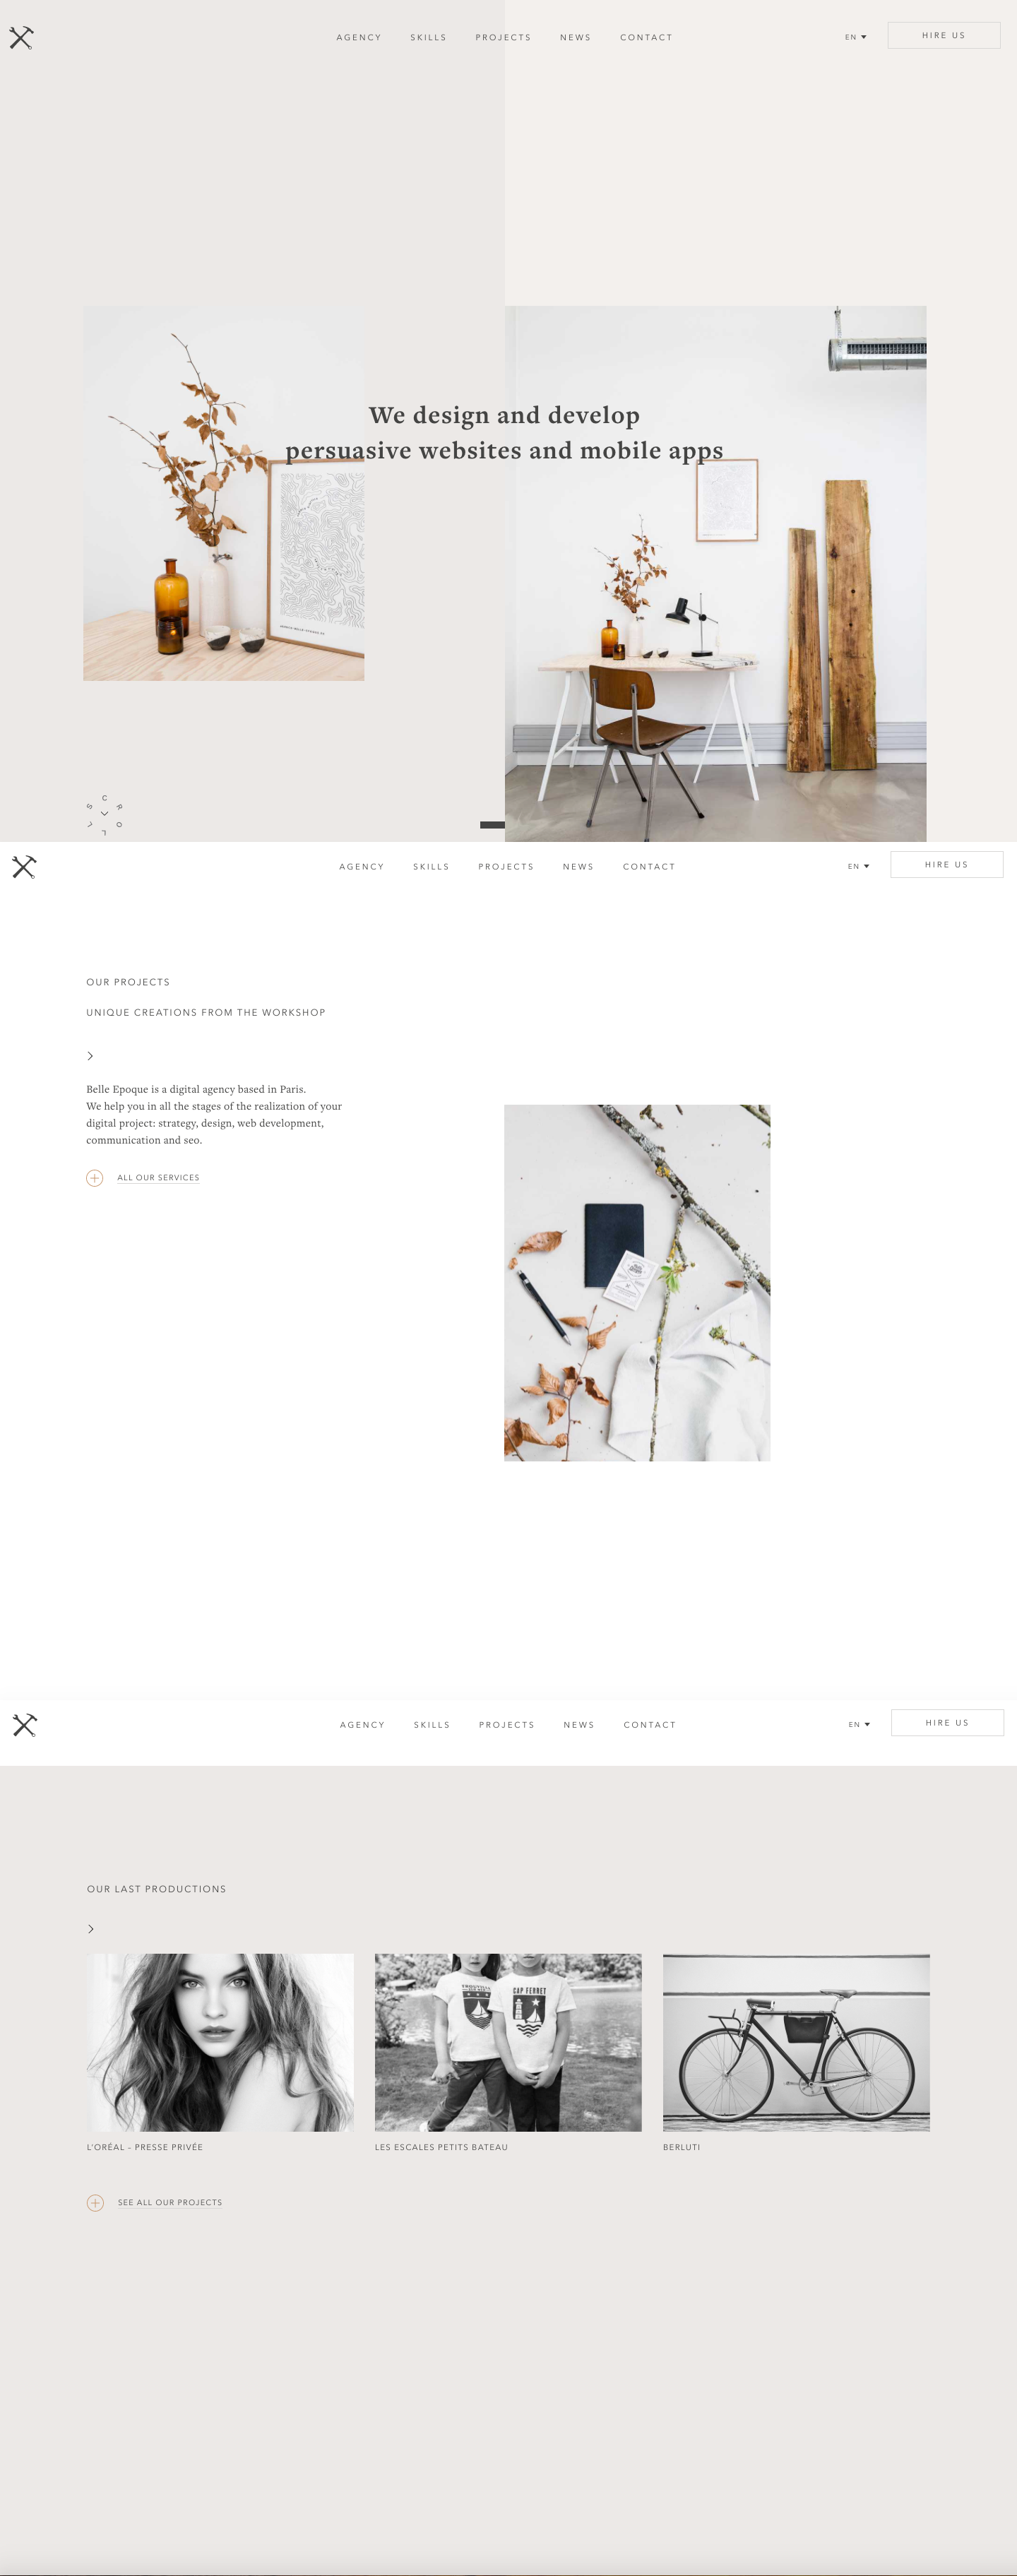 AGENCY SKILLS PROJECTS NEWS CONTACT EN HIRE US
We design and develop
persuasive websites and mobile apps
SCROLL
AGENCY SKILLS PROJECTS NEWS CONTACT EN HIRE US
OUR PROJECTS
UNIQUE CREATIONS FROM THE WORKSHOP
Belle Epoque is a digital agency based in Paris.
We help you in all the stages of the realization of your
digital project: strategy, design, web development,
communication and seo.
ALL OUR SERVICES
AGENCY SKILLS PROJECTS NEWS CONTACT EN HIRE US
OUR LAST PRODUCTIONS
CAP FERRET
L'ORÉAL – PRESSE PRIVÉE
LES ESCALES PETITS BATEAU
BERLUTI
SEE ALL OUR PROJECTS